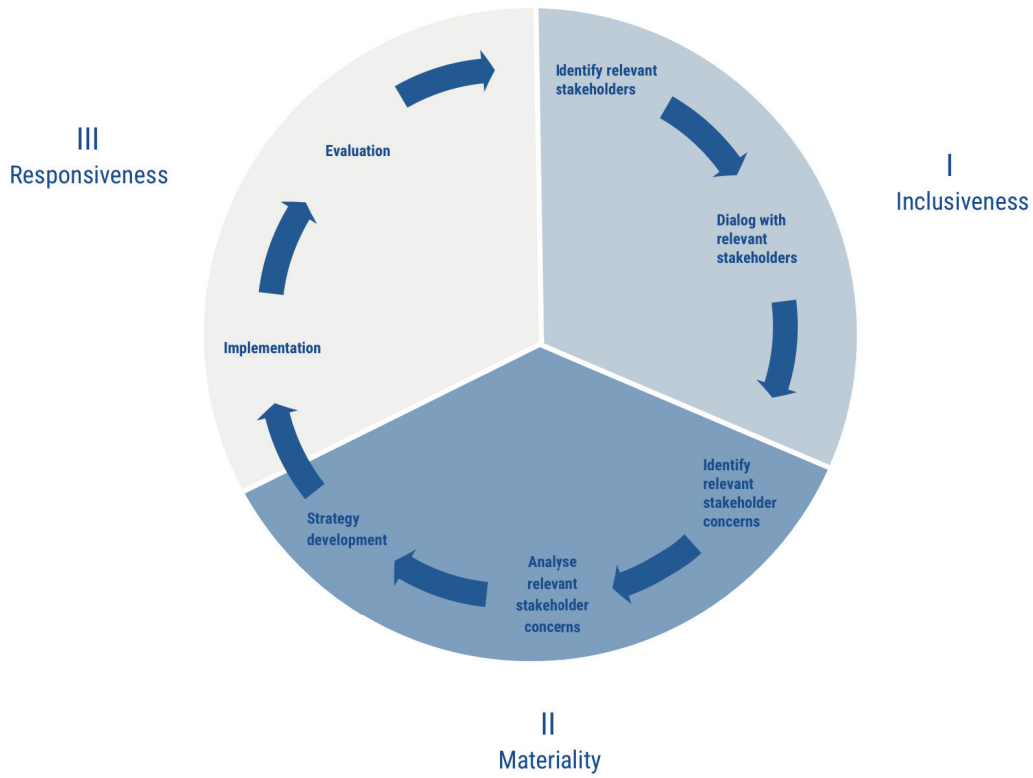 I
Inclusiveness
Identify relevant
stakeholders
Dialog with
relevant
stakeholders
II
Materiality
Identify
relevant
stakeholder
concerns
Analyse
relevant
stakeholder
concerns
Strategy
development
III
Responsiveness
Implementation
Evaluation